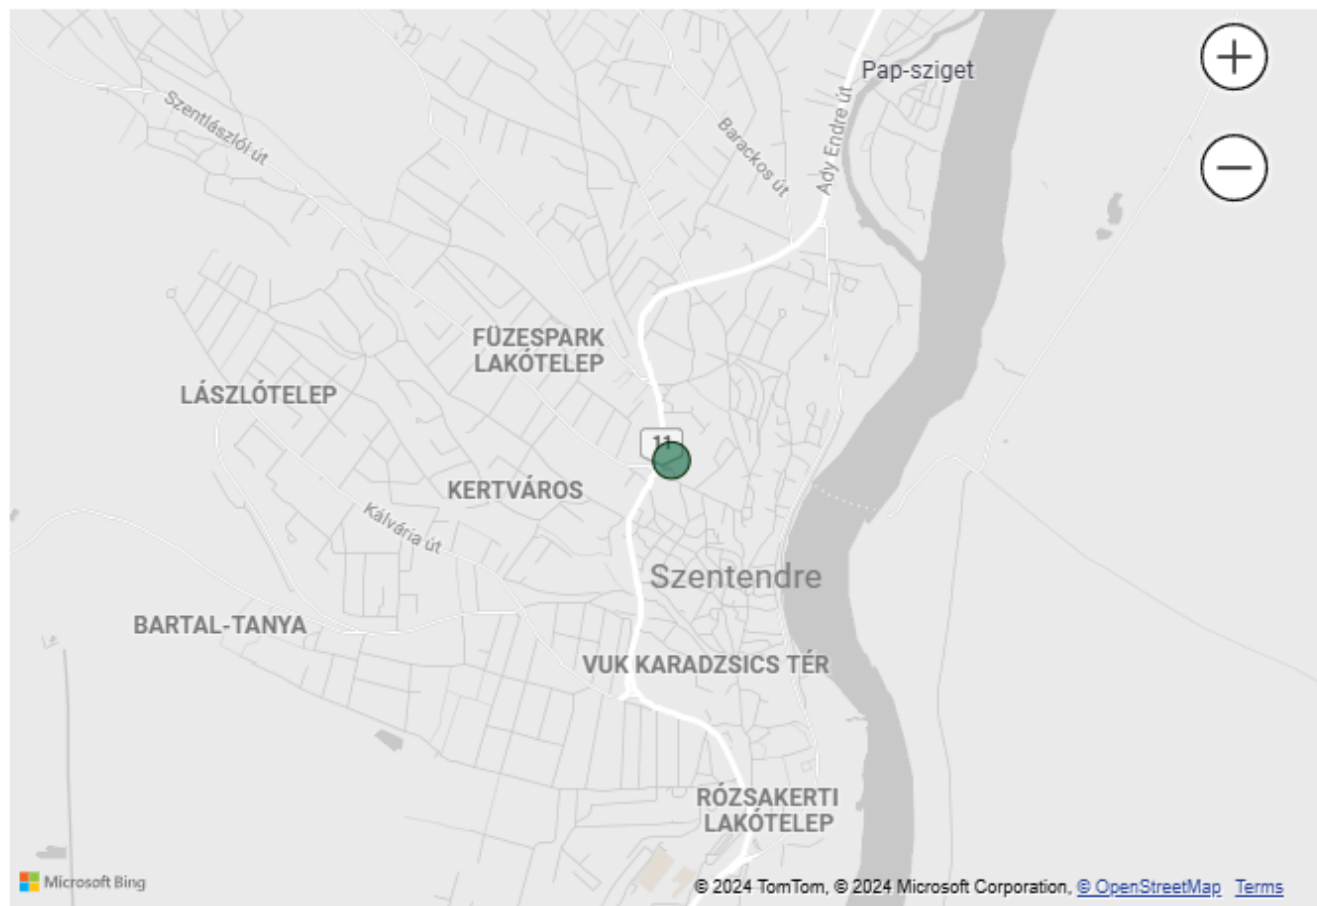 Pap-sziget
Szentlászlói út
Barackos út
Ady Endre út
FÜZESPARK
LAKÓTELEP
LÁSZLÓTELEP
11
KERTVÁROS
Kálvária út
Szentendre
BARTAL-TANYA
VUK KARADZSICS TÉR
RÓZSAKERTI
LAKÓTELEP
Microsoft Bing
© 2024 TomTom, © 2024 Microsoft Corporation, © OpenStreetMap Terms